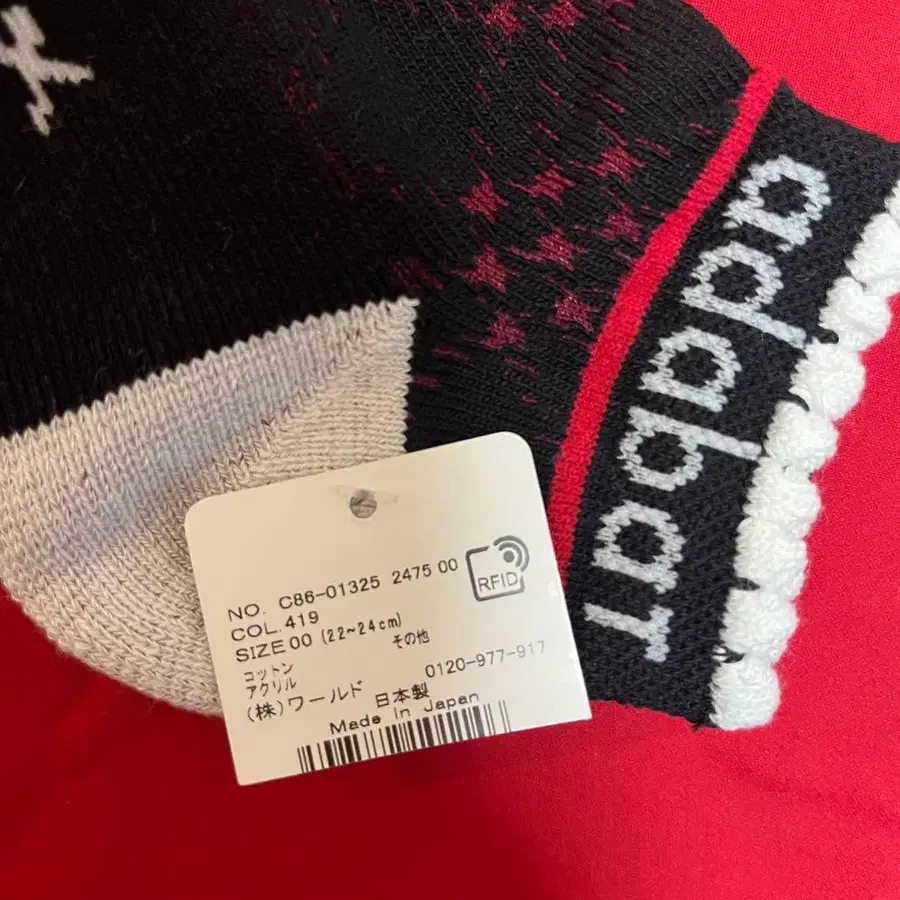 adabat
NO. C86-01325 2475 00
COL. 419
SIZE 00 (22~24cm)
コットン その他
アクリル
(株)ワールド 0120-977-917
日本製
Made in Japan
RFID